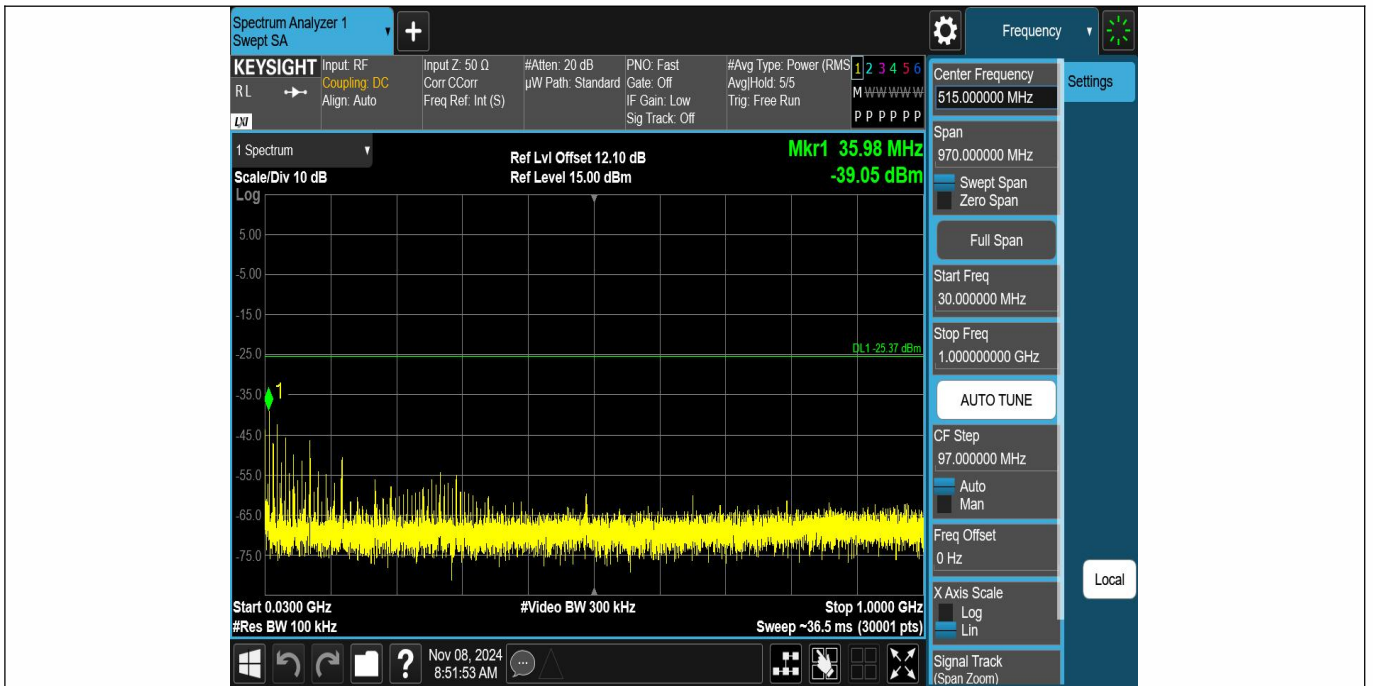 Spectrum Analyzer 1
Swept SA
+
Frequency
KEYSIGHT
RL
LXI
Input: RF
Coupling: DC
Align: Auto
Input Z: 50 Ω
Corr CCorr
Freq Ref: Int (S)
#Atten: 20 dB
µW Path: Standard
PNO: Fast
Gate: Off
IF Gain: Low
Sig Track: Off
#Avg Type: Power (RMS
Avg|Hold: 5/5
Trig: Free Run
1 2 3 4 5 6
M W W W W W
P P P P P P
1 Spectrum
Scale/Div 10 dB
Log
Ref Lvl Offset 12.10 dB
Ref Level 15.00 dBm
Mkr1 35.98 MHz
-39.05 dBm
5.00
-5.00
-15.0
-25.0
-35.0
-45.0
-55.0
-65.0
-75.0
DL1 -25.37 dBm
1
Start 0.0300 GHz
#Res BW 100 kHz
#Video BW 300 kHz
Stop 1.0000 GHz
Sweep ~36.5 ms (30001 pts)
Center Frequency
515.000000 MHz
Settings
Span
970.000000 MHz
Swept Span
Zero Span
Full Span
Start Freq
30.000000 MHz
Stop Freq
1.000000000 GHz
AUTO TUNE
CF Step
97.000000 MHz
Auto
Man
Freq Offset
0 Hz
X Axis Scale
Log
Lin
Local
Signal Track
(Span Zoom)
?
Nov 08, 2024
8:51:53 AM